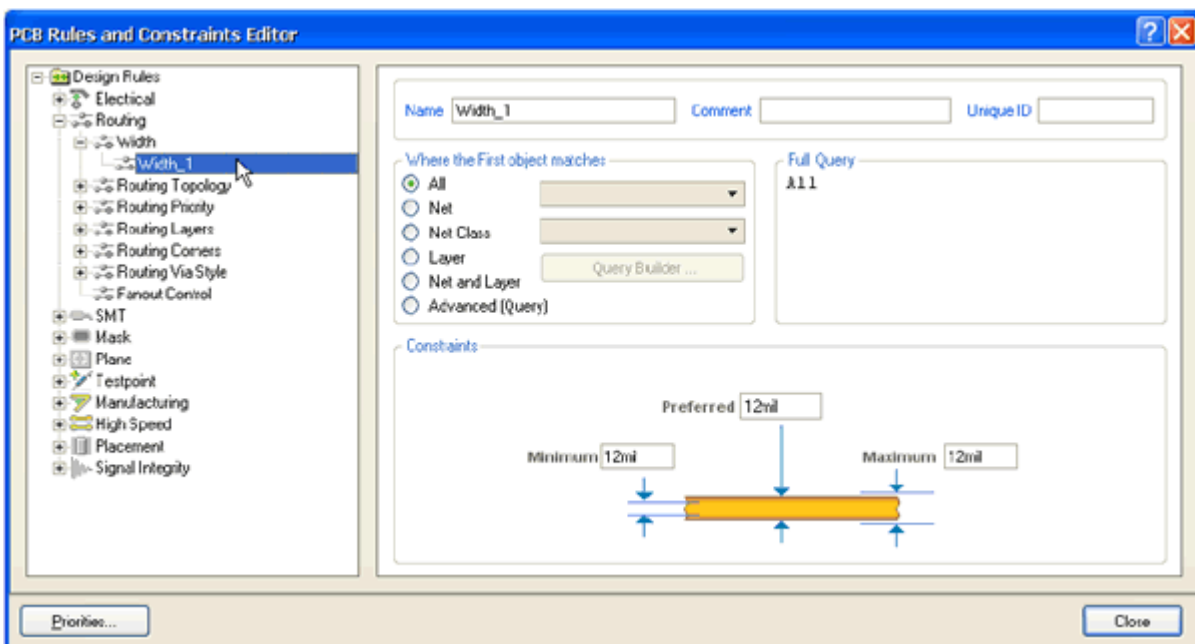 PCB Rules and Constraints Editor
Design Rules
Electrical
Routing
Width
Width_1
Routing Topology
Routing Priority
Routing Layers
Routing Corners
Routing Via Style
Fanout Control
SMT
Mask
Plane
Testpoint
Manufacturing
High Speed
Placement
Signal Integrity
Name Width_1 Comment Unique ID
Where the First object matches
All
Net
Net Class
Layer
Net and Layer
Advanced (Query)
Query Builder ...
Full Query
All
Constraints
Preferred 12mil
Minimum 12mil Maximum 12mil
Priorities... Close